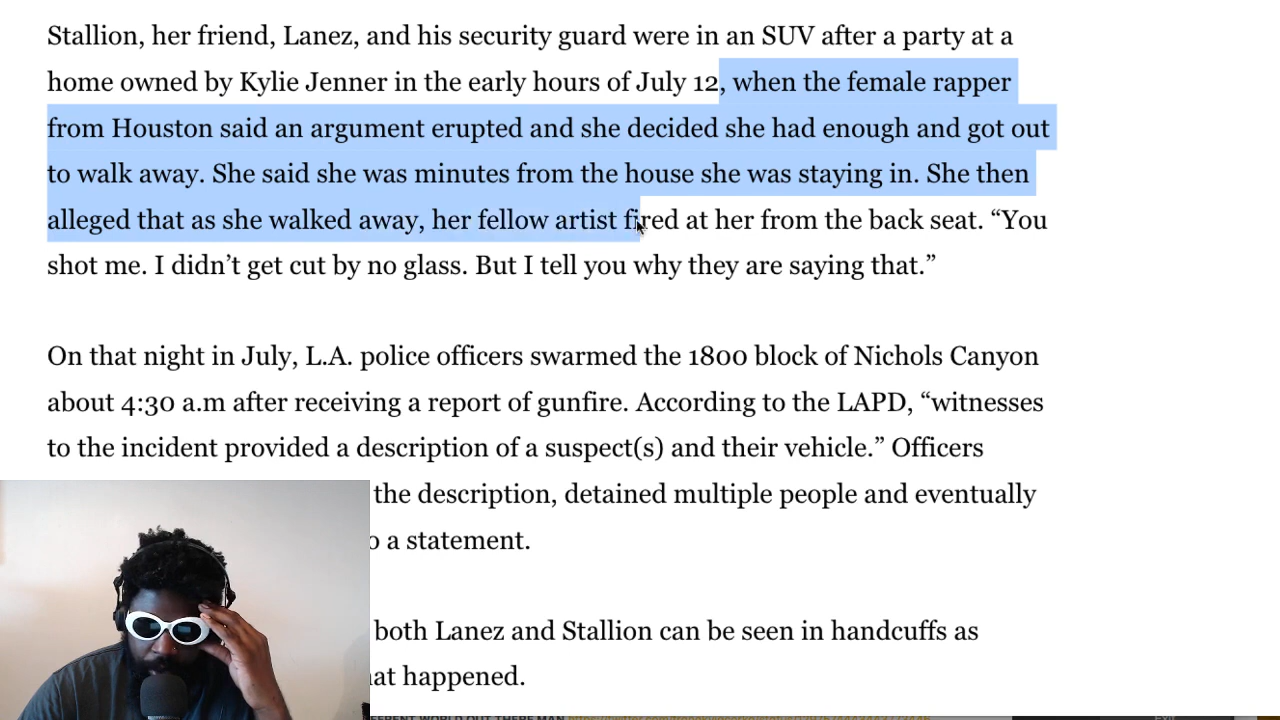 Stallion, her friend, Lanez, and his security guard were in an SUV after a party at a
home owned by Kylie Jenner in the early hours of July 12, when the female rapper
from Houston said an argument erupted and she decided she had enough and got out
to walk away. She said she was minutes from the house she was staying in. She then
alleged that as she walked away, her fellow artist fired at her from the back seat. “You
shot me. I didn’t get cut by no glass. But I tell you why they are saying that.”
On that night in July, L.A. police officers swarmed the 1800 block of Nichols Canyon
about 4:30 a.m after receiving a report of gunfire. According to the LAPD, “witnesses
to the incident provided a description of a suspect(s) and their vehicle.” Officers
the description, detained multiple people and eventually
o a statement.
both Lanez and Stallion can be seen in handcuffs as
at happened.